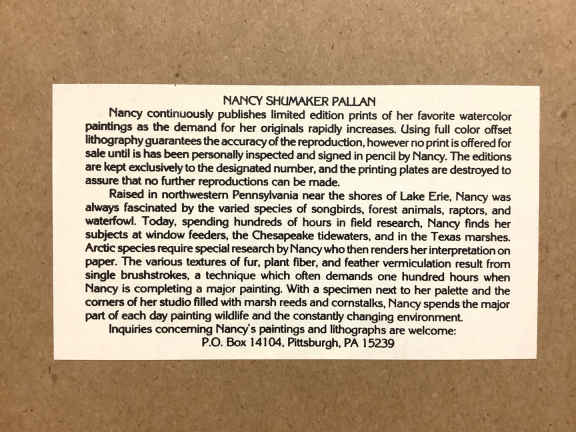 NANCY SHUMAKER PALLAN
Nancy continuously publishes limited edition prints of her favorite watercolor
paintings as the demand for her originals rapidly increases. Using full color offset
lithography guarantees the accuracy of the reproduction, however no print is offered for
sale until is has been personally inspected and signed in pencil by Nancy. The editions
are kept exclusively to the designated number, and the printing plates are destroyed to
assure that no further reproductions can be made.
Raised in northwestern Pennsylvania near the shores of Lake Erie, Nancy was
always fascinated by the varied species of songbirds, forest animals, raptors, and
waterfowl. Today, spending hundreds of hours in field research, Nancy finds her
subjects at window feeders, the Chesapeake tidewaters, and in the Texas marshes.
Arctic species require special research by Nancy who then renders her interpretation on
paper. The various textures of fur, plant fiber, and feather vermiculation result from
single brushstrokes, a technique which often demands one hundred hours when
Nancy is completing a major painting. With a specimen next to her palette and the
corners of her studio filled with marsh reeds and cornstalks, Nancy spends the major
part of each day painting wildlife and the constantly changing environment.
Inquiries concerning Nancy's paintings and lithographs are welcome:
P.O. Box 14104, Pittsburgh, PA 15239